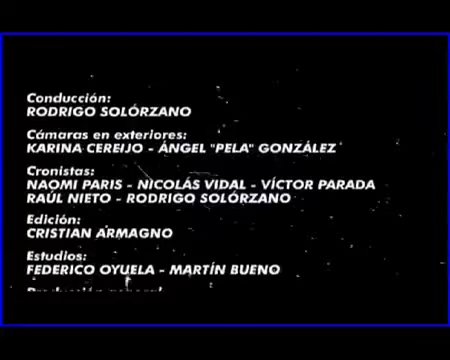 Conducción:
RODRIGO SOLÓRZANO
Cámaras en exteriores:
KARINA CEREIJO - ÁNGEL "PELA" GONZÁLEZ
Cronistas:
NAOMI PARIS - NICOLÁS VIDAL - VÍCTOR PARADA
RAÚL NIETO - RODRIGO SOLÓRZANO
Edición:
CRISTIAN ARMAGNO
Estudios:
FEDERICO OYUELA - MARTÍN BUENO